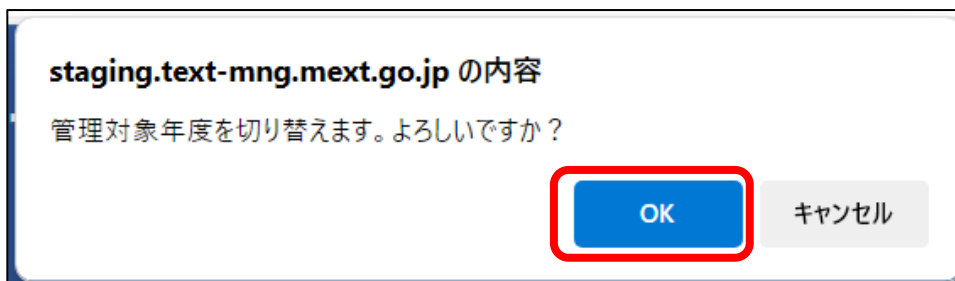 staging.text-mng.mext.go.jp の内容
管理対象年度を切り替えます。よろしいですか？
OK
キャンセル